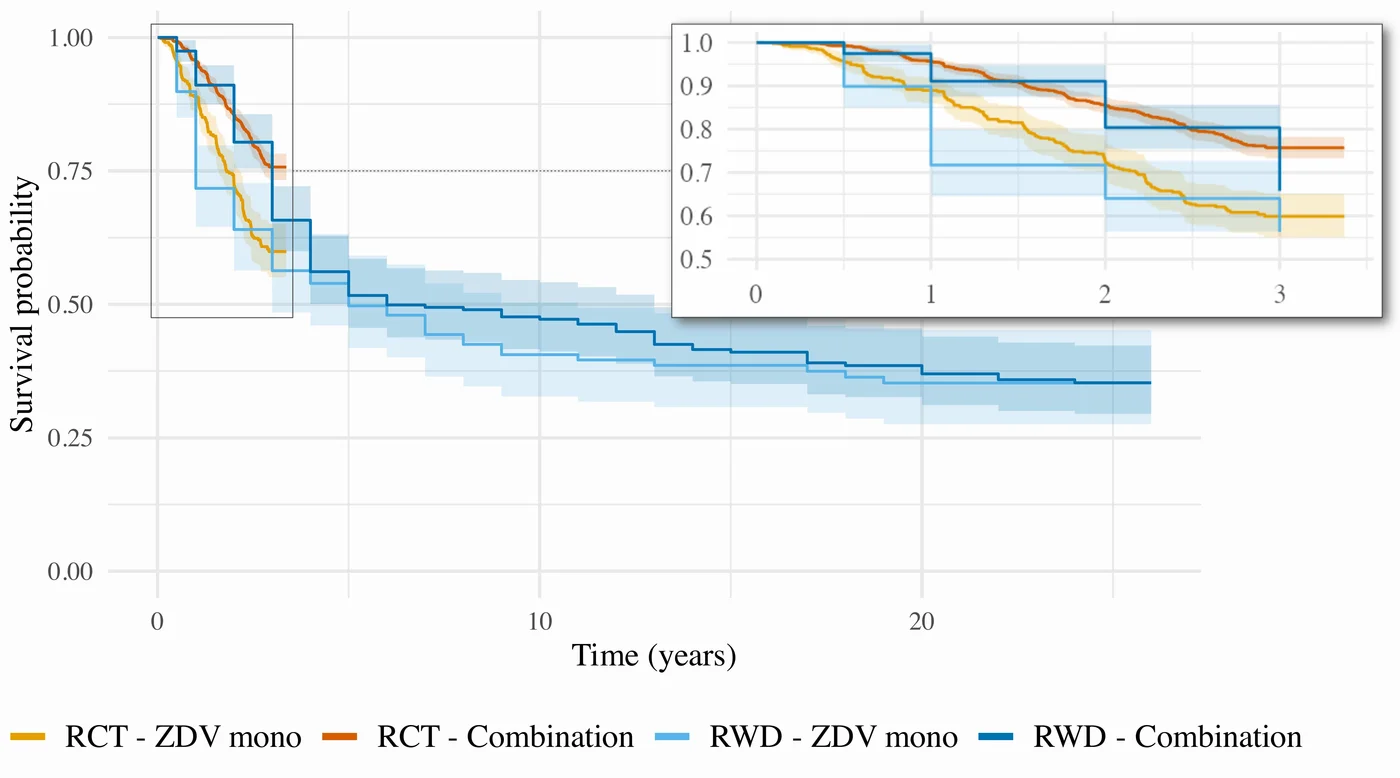 Survival probability
1.00
0.75
0.50
0.25
0.00
0 10 20
Time (years)
1.0
0.9
0.8
0.7
0.6
0.5
0 1 2 3
RCT - ZDV mono RCT - Combination RWD - ZDV mono RWD - Combination